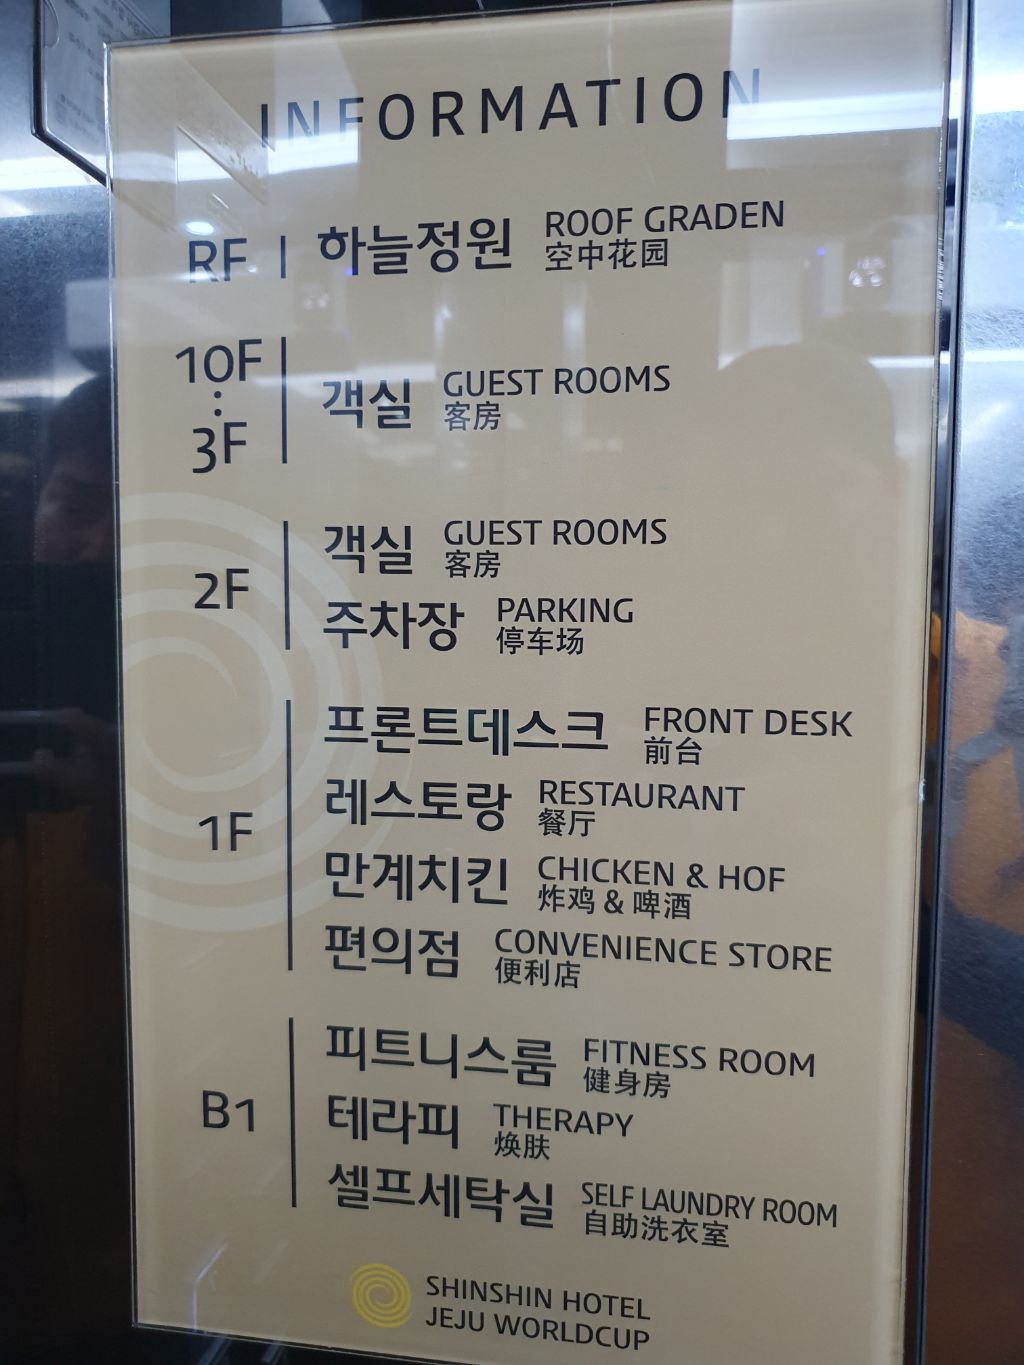 INFORMATION
RF 하늘정원 ROOF GRADEN
空中花园
10F
:
3F
객실 GUEST ROOMS
客房
2F
객실 GUEST ROOMS
客房
주차장 PARKING
停车场
1F
프론트데스크 FRONT DESK
前台
레스토랑 RESTAURANT
餐厅
만계치킨 CHICKEN & HOF
炸鸡 & 啤酒
편의점 CONVENIENCE STORE
便利店
B1
피트니스룸 FITNESS ROOM
健身房
테라피 THERAPY
焕肤
셀프세탁실 SELF LAUNDRY ROOM
自助洗衣室
SHINSHIN HOTEL
JEJU WORLDCUP